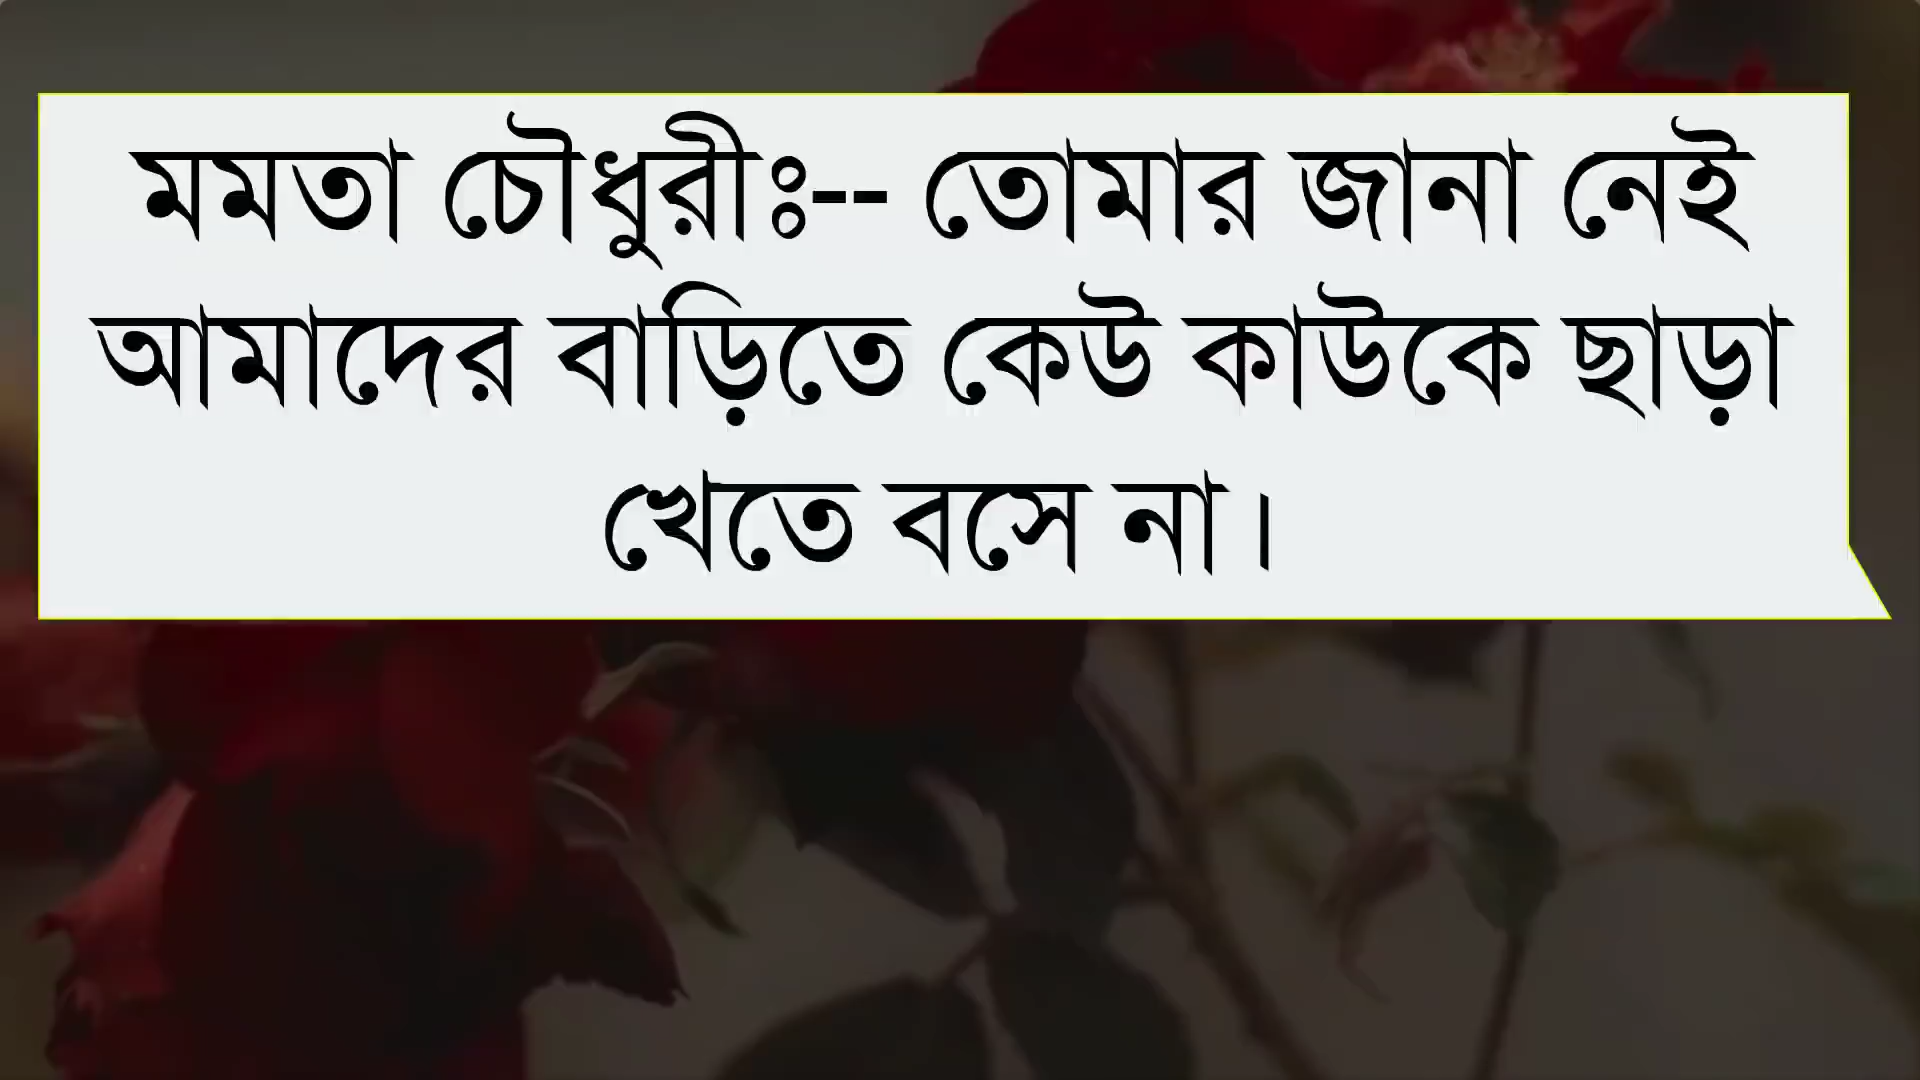 মমতা চৌধুরীঃ-- তোমার জানা নেই
আমাদের বাড়িতে কেউ কাউকে ছাড়া
খেতে বসে না।